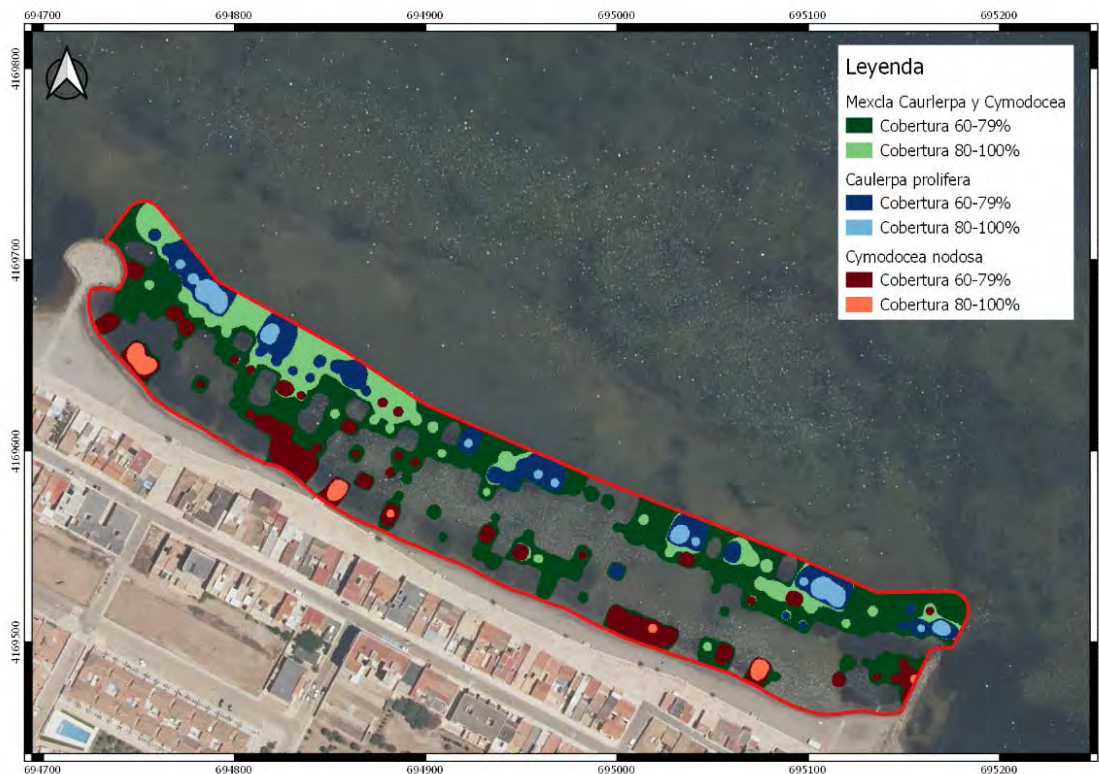 694700 694800 694900 695000 695100 695200
4169800
4169700
4169600
4169500
Leyenda
Mexcla Caurlerpa y Cymodocea
Cobertura 60-79%
Cobertura 80-100%
Caulerpa prolifera
Cobertura 60-79%
Cobertura 80-100%
Cymodocea nodosa
Cobertura 60-79%
Cobertura 80-100%
694700 694800 694900 695000 695100 695200